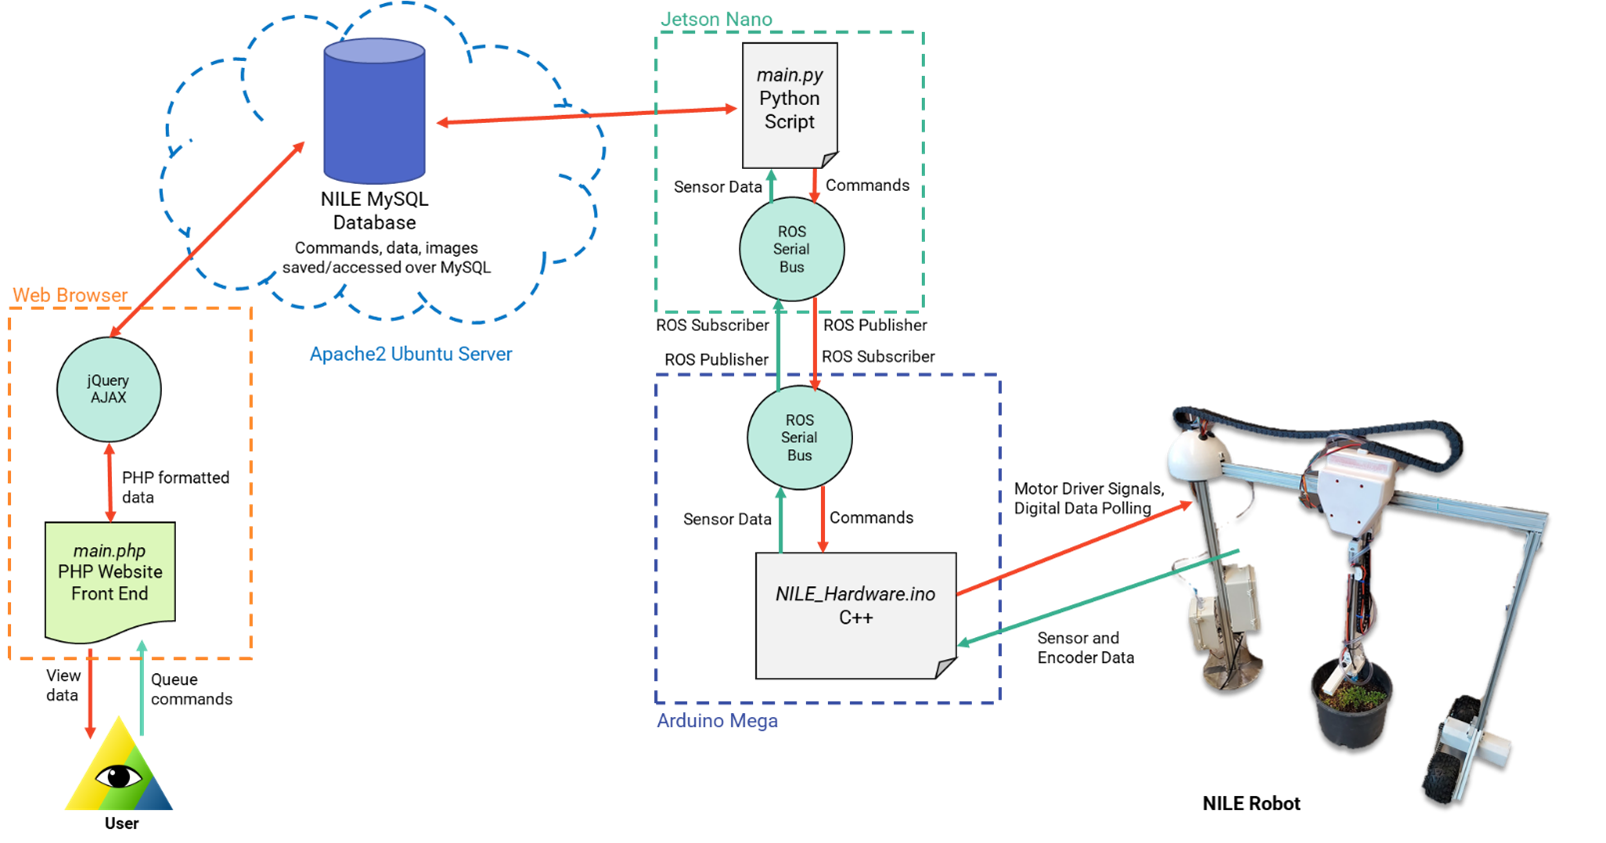 Jetson Nano
main.py
Python
Script
NILE MySQL
Database
Commands, data, images
saved/accessed over MySQL
Apache2 Ubuntu Server
Sensor Data
Commands
ROS
Serial
Bus
ROS Subscriber
ROS Publisher
ROS Publisher
ROS Subscriber
Web Browser
jQuery
AJAX
PHP formatted
data
main.php
PHP Website
Front End
View
data
Queue
commands
User
ROS
Serial
Bus
Sensor Data
Commands
NILE_Hardware.ino
C++
Arduino Mega
Motor Driver Signals,
Digital Data Polling
Sensor and
Encoder Data
NILE Robot